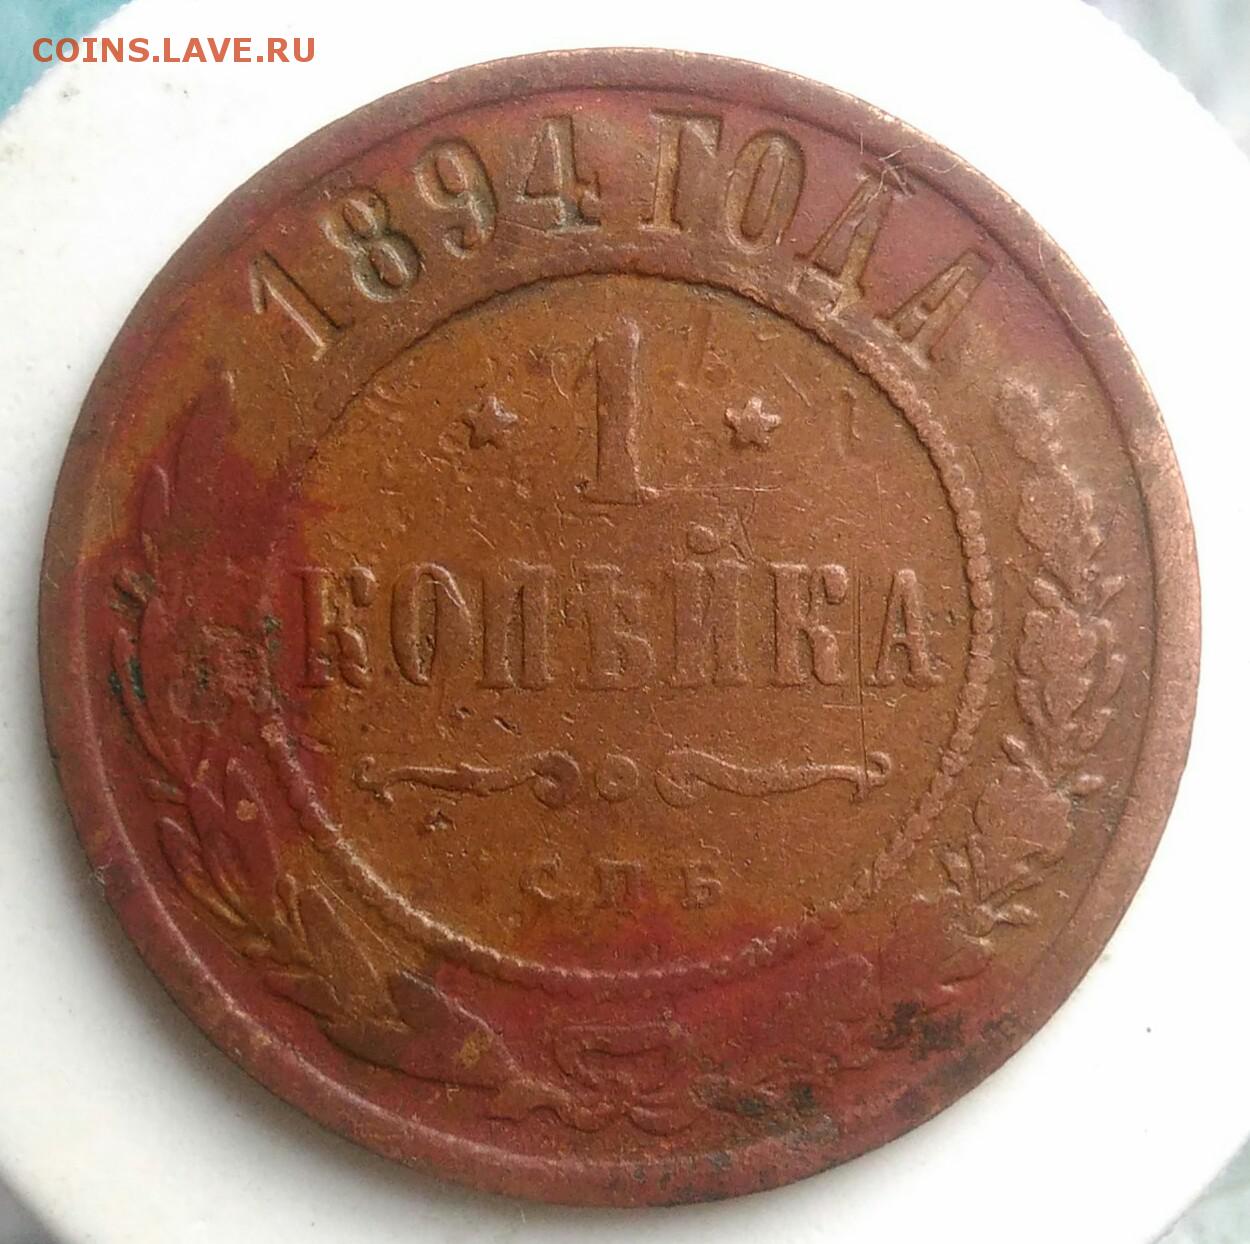 COINS.LAVE.RU
1894 ГОДА
1
КОПѢЙКА
СПБ